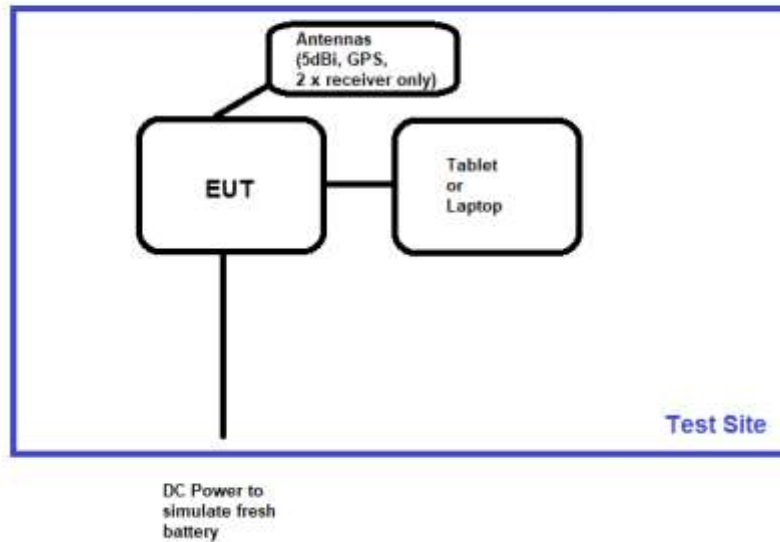 Antennas
(5dBi, GPS,
2 x receiver only)
EUT
Tablet
or
Laptop
Test Site
DC Power to
simulate fresh
battery